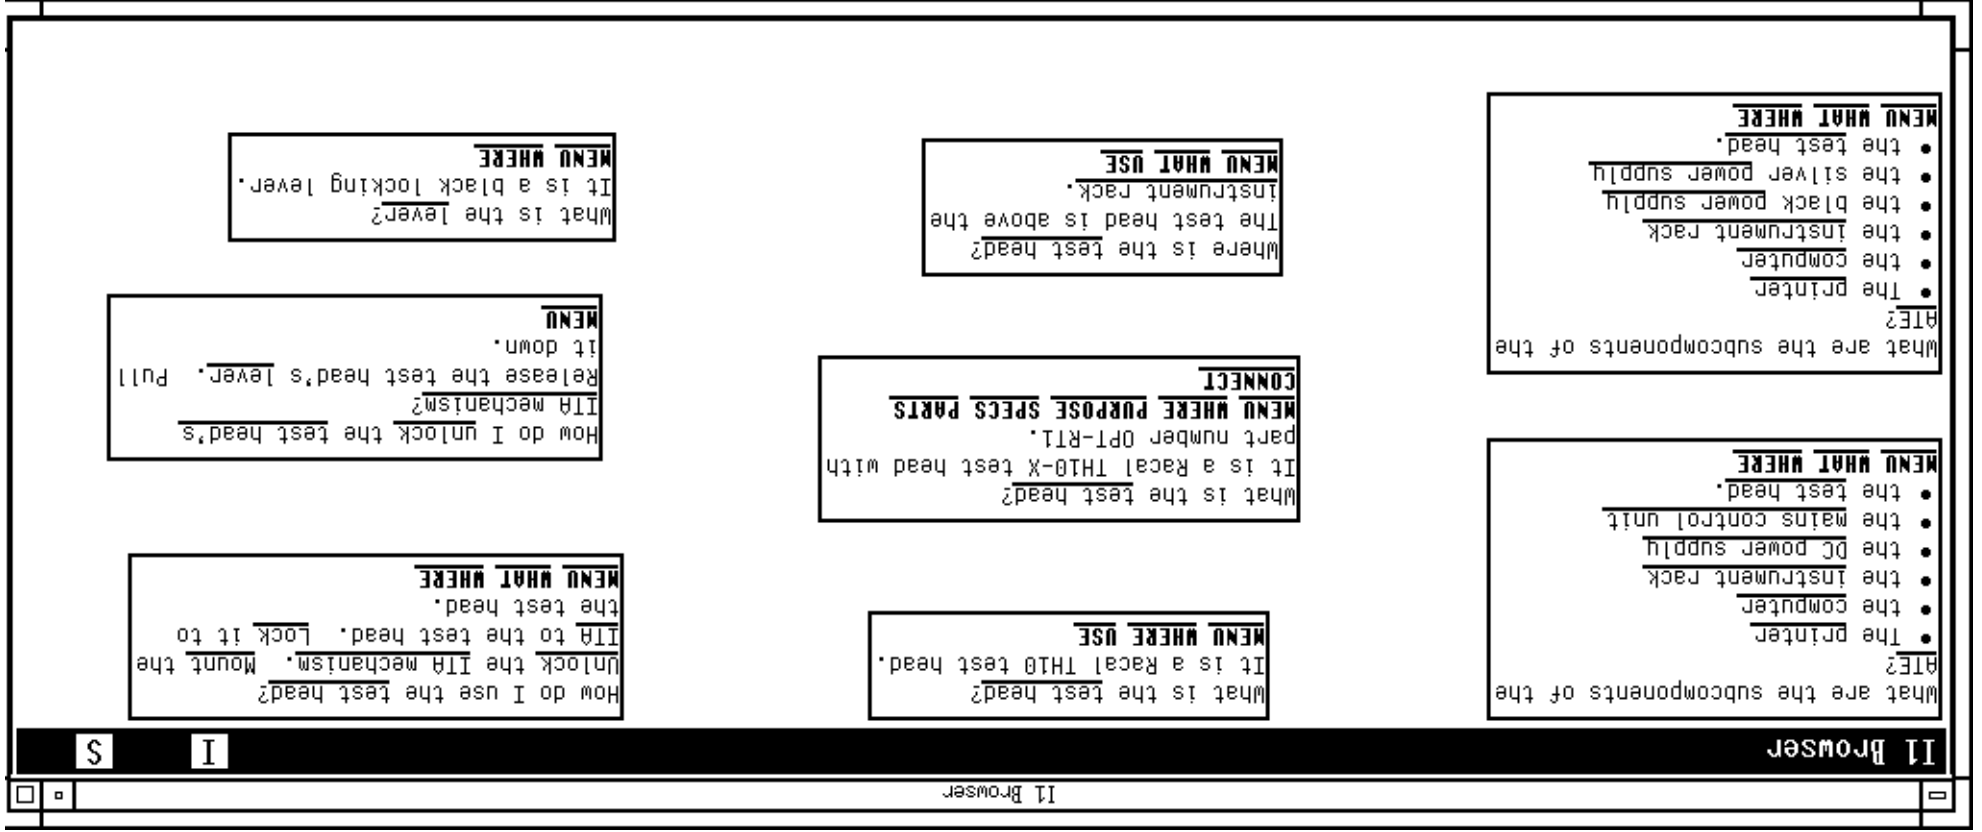 I1 Browser
I1 Browser
I
S
What are the subcomponents of the
ATE?
• The printer
• the computer
• the instrument rack
• the DC power supply
• the mains control unit
• the test head.
MENU WHAT WHERE
What are the subcomponents of the
ATE?
• The printer
• the computer
• the instrument rack
• the black power supply
• the silver power supply
• the test head.
MENU WHAT WHERE
What is the test head?
It is a Racal TH10 test head.
MENU WHERE USE
What is the test head?
It is a Racal TH10-X test head with
part number OPT-RT1.
MENU WHERE PURPOSE SPECS PARTS
CONNECT
Where is the test head?
The test head is above the
instrument rack.
MENU WHAT USE
How do I use the test head?
Unlock the ITA mechanism. Mount the
ITA to the test head. Lock it to
the test head.
MENU WHAT WHERE
How do I unlock the test head's
ITA mechanism?
Release the test head's lever. Pull
it down.
MENU
What is the lever?
It is a black locking lever.
MENU WHERE